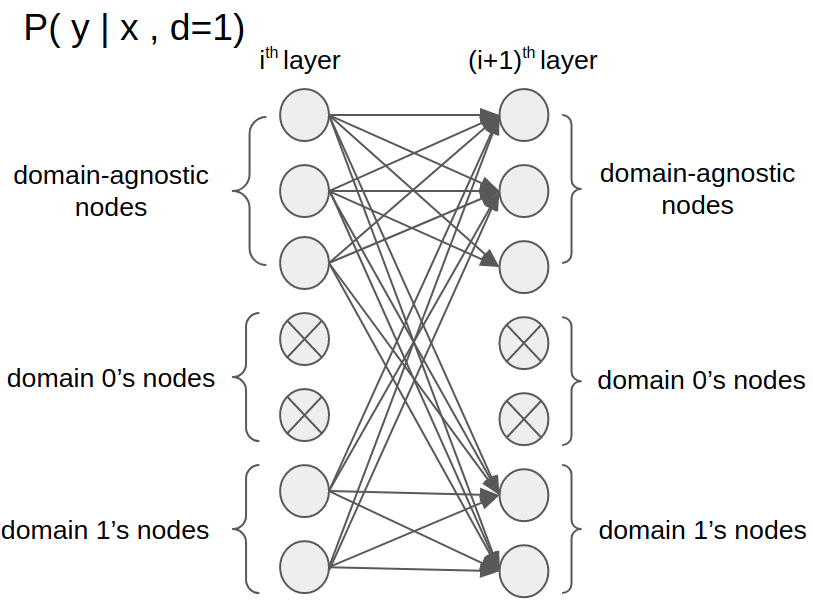 P( y | x , d=1)
ith layer
(i+1)th layer
domain-agnostic
nodes
domain-agnostic
nodes
domain 0’s nodes
domain 0’s nodes
domain 1’s nodes
domain 1’s nodes